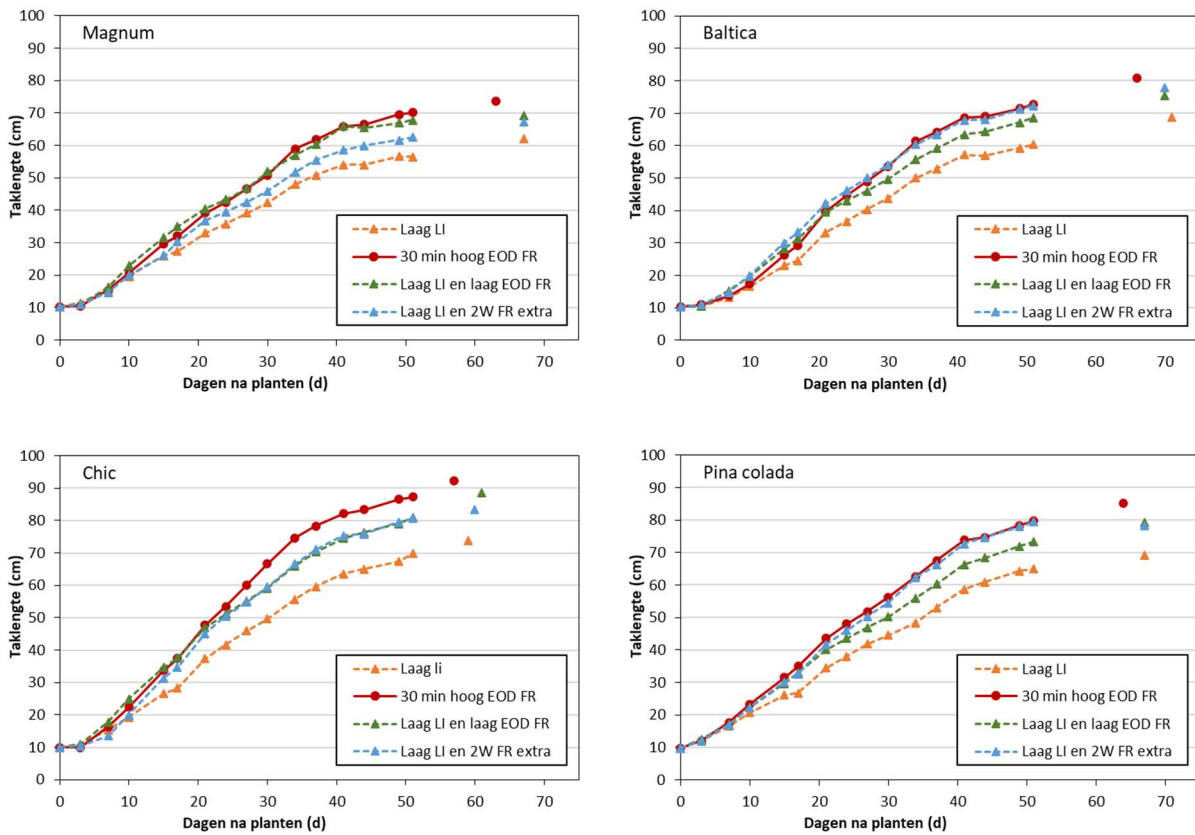 Magnum
Taklengte (cm)
100
90
80
70
60
50
40
30
20
10
0
0 10 20 30 40 50 60 70
Dagen na planten (d)
Laag LI
30 min hoog EOD FR
Laag LI en laag EOD FR
Laag LI en 2W FR extra
Baltica
Taklengte (cm)
100
90
80
70
60
50
40
30
20
10
0
0 10 20 30 40 50 60 70
Dagen na planten (d)
Laag LI
30 min hoog EOD FR
Laag LI en laag EOD FR
Laag LI en 2W FR extra
Chic
Taklengte (cm)
100
90
80
70
60
50
40
30
20
10
0
0 10 20 30 40 50 60 70
Dagen na planten (d)
Laag li
30 min hoog EOD FR
Laag LI en laag EOD FR
Laag LI en 2W FR extra
Pina colada
Taklengte (cm)
100
90
80
70
60
50
40
30
20
10
0
0 10 20 30 40 50 60 70
Dagen na planten (d)
Laag LI
30 min hoog EOD FR
Laag LI en laag EOD FR
Laag LI en 2W FR extra